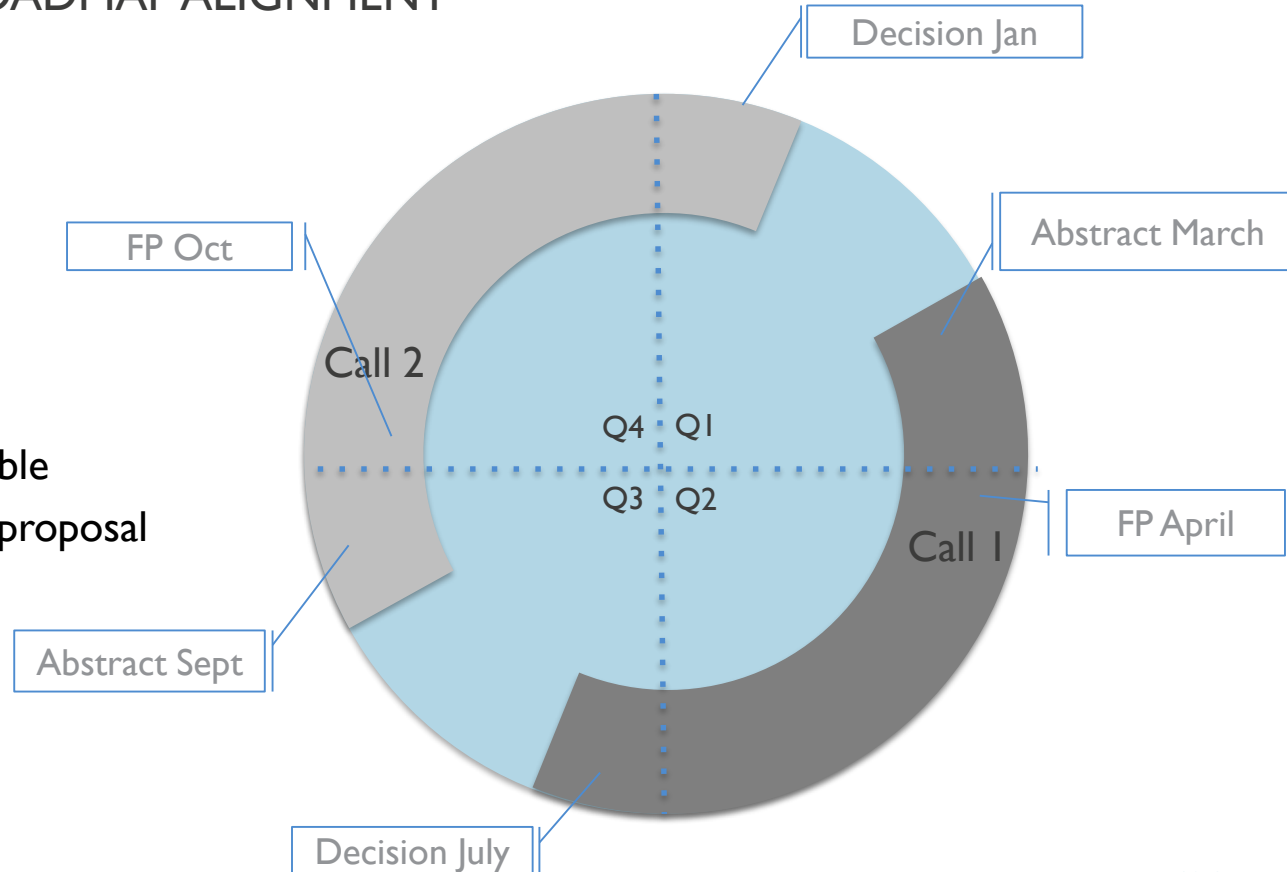 ALIGNMENT
Decision Jan
Abstract March
FP Oct
Call 2
Q4 Q1
Q3 Q2
proposal
FP April
Call 1
Abstract Sept
Decision July